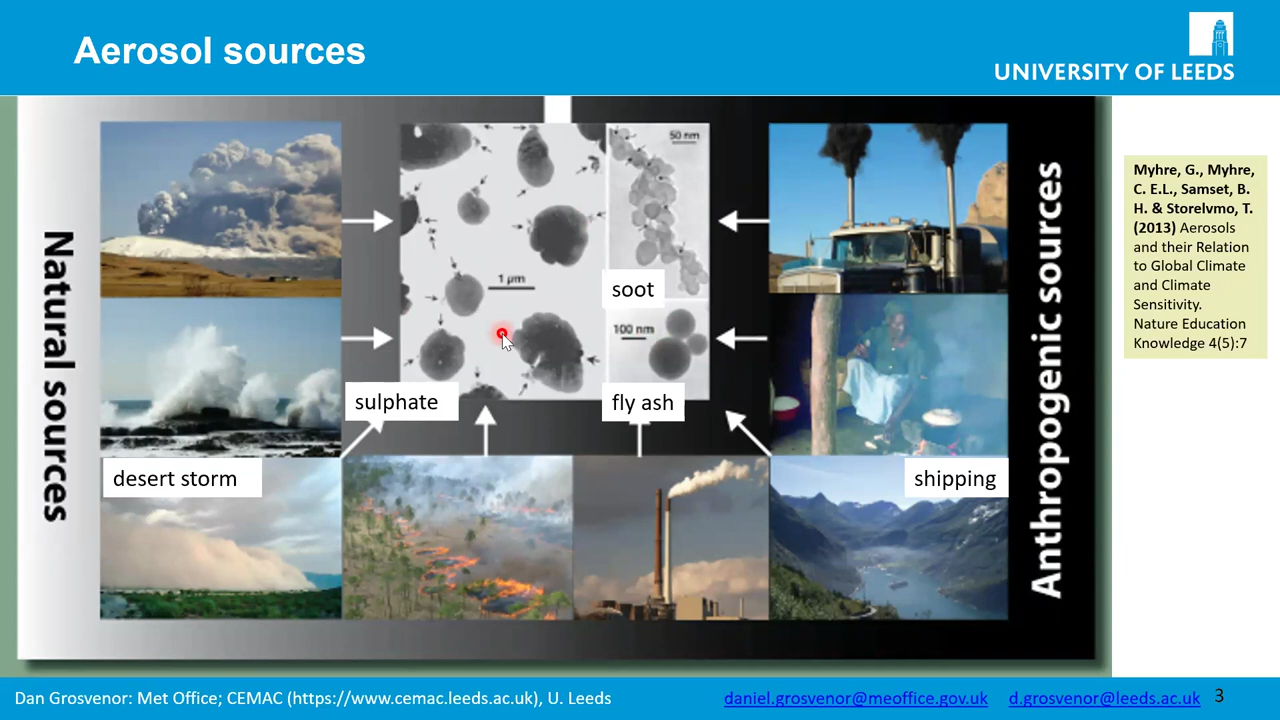 Aerosol sources
UNIVERSITY OF LEEDS
Natural sources
50 nm
1 µm
soot
100 nm
sulphate
fly ash
desert storm
shipping
Anthropogenic sources
Myhre, G., Myhre,
C. E.L., Samset, B.
H. & Storelvmo, T.
(2013) Aerosols
and their Relation
to Global Climate
and Climate
Sensitivity.
Nature Education
Knowledge 4(5):7
Dan Grosvenor: Met Office; CEMAC (https://www.cemac.leeds.ac.uk), U. Leeds
daniel.grosvenor@meoffice.gov.uk d.grosvenor@leeds.ac.uk 3